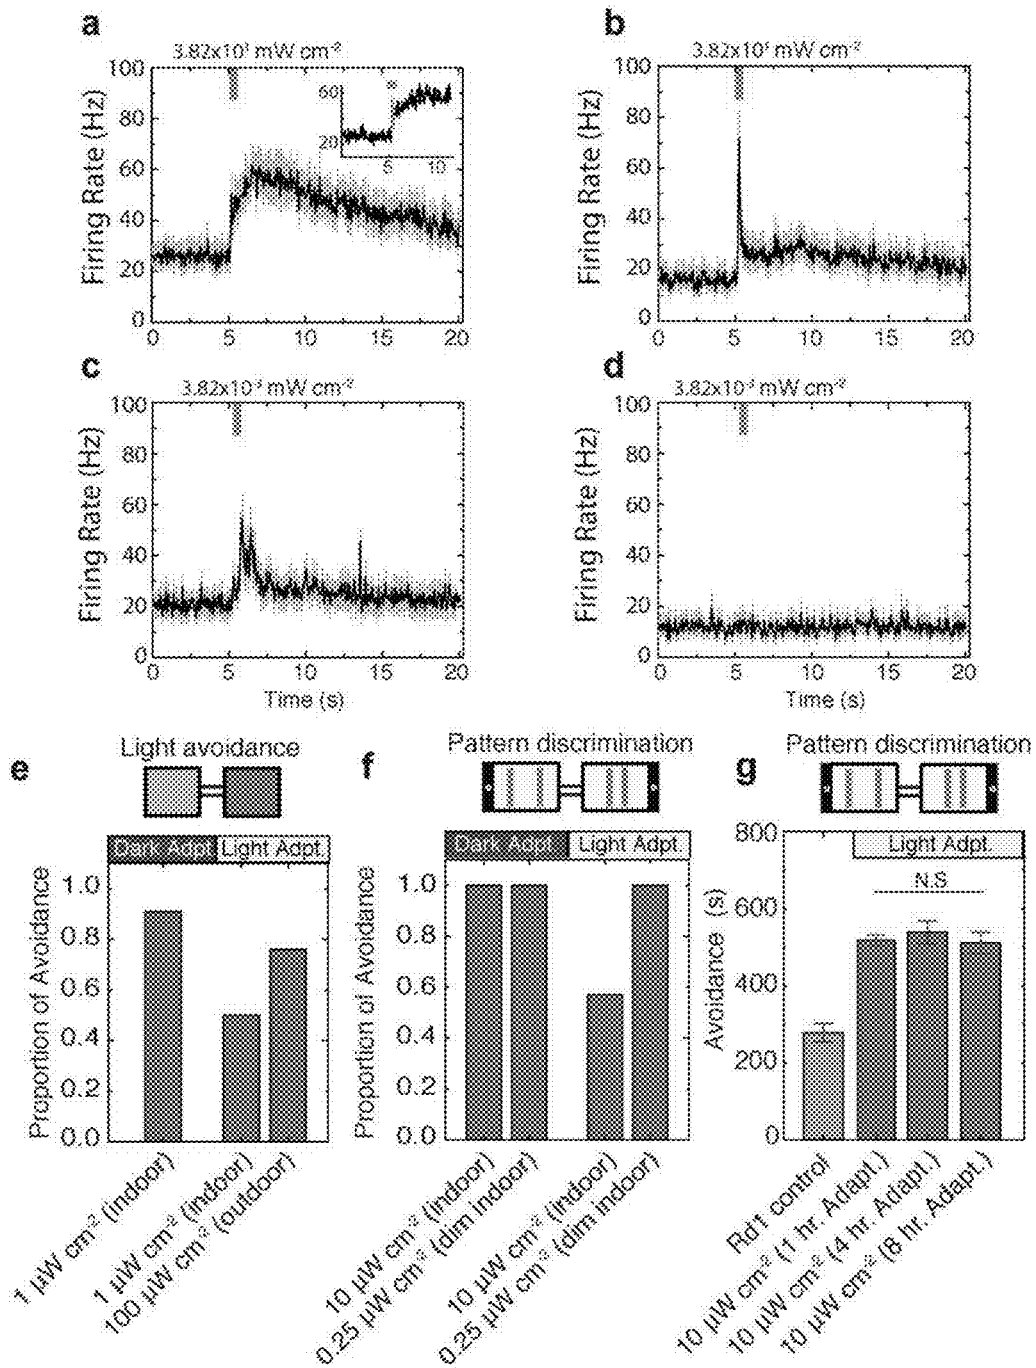 a
3.82x10¹ mW cm⁻²
Firing Rate (Hz)
100
80
60
40
20
0
0 5 10 15 20
60
20
5 10
b
3.82x10¹ mW cm⁻²
Firing Rate (Hz)
100
80
60
40
20
0
0 5 10 15 20
c
3.82x10⁻³ mW cm⁻²
Firing Rate (Hz)
100
80
60
40
20
0
0 5 10 15 20
Time (s)
d
3.82x10⁻³ mW cm⁻²
Firing Rate (Hz)
100
80
60
40
20
0
0 5 10 15 20
Time (s)
e
Light avoidance
Dark Adpt. Light Adpt.
Proportion of Avoidance
1.0
0.8
0.6
0.4
0.2
0.0
1 µW cm⁻² (indoor)
1 µW cm⁻² (indoor)
100 µW cm⁻² (outdoor)
f
Pattern discrimination
Dark Adpt. Light Adpt.
Proportion of Avoidance
1.0
0.8
0.6
0.4
0.2
0.0
10 µW cm⁻² (indoor)
0.25 µW cm⁻² (dim indoor)
10 µW cm⁻² (indoor)
0.25 µW cm⁻² (dim indoor)
g
Pattern discrimination
Light Adpt.
N.S
Avoidance (s)
800
600
400
200
0
Rd1 control
10 µW cm⁻² (1 hr. Adapt.)
10 µW cm⁻² (4 hr. Adapt.)
10 µW cm⁻² (8 hr. Adapt.)